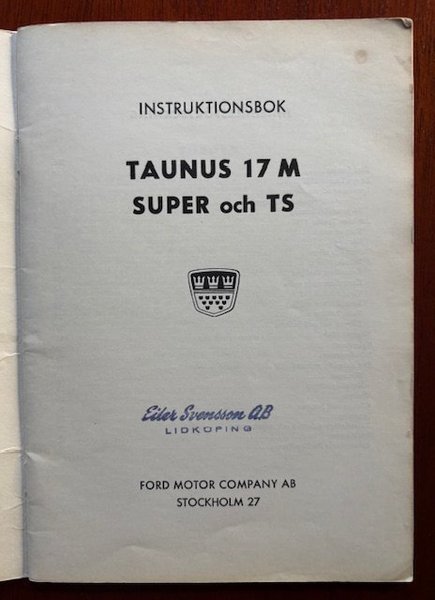 INSTRUKTIONSBOK
TAUNUS 17 M
SUPER och TS
Eiler Svensson AB
LIDKÖPING
FORD MOTOR COMPANY AB
STOCKHOLM 27